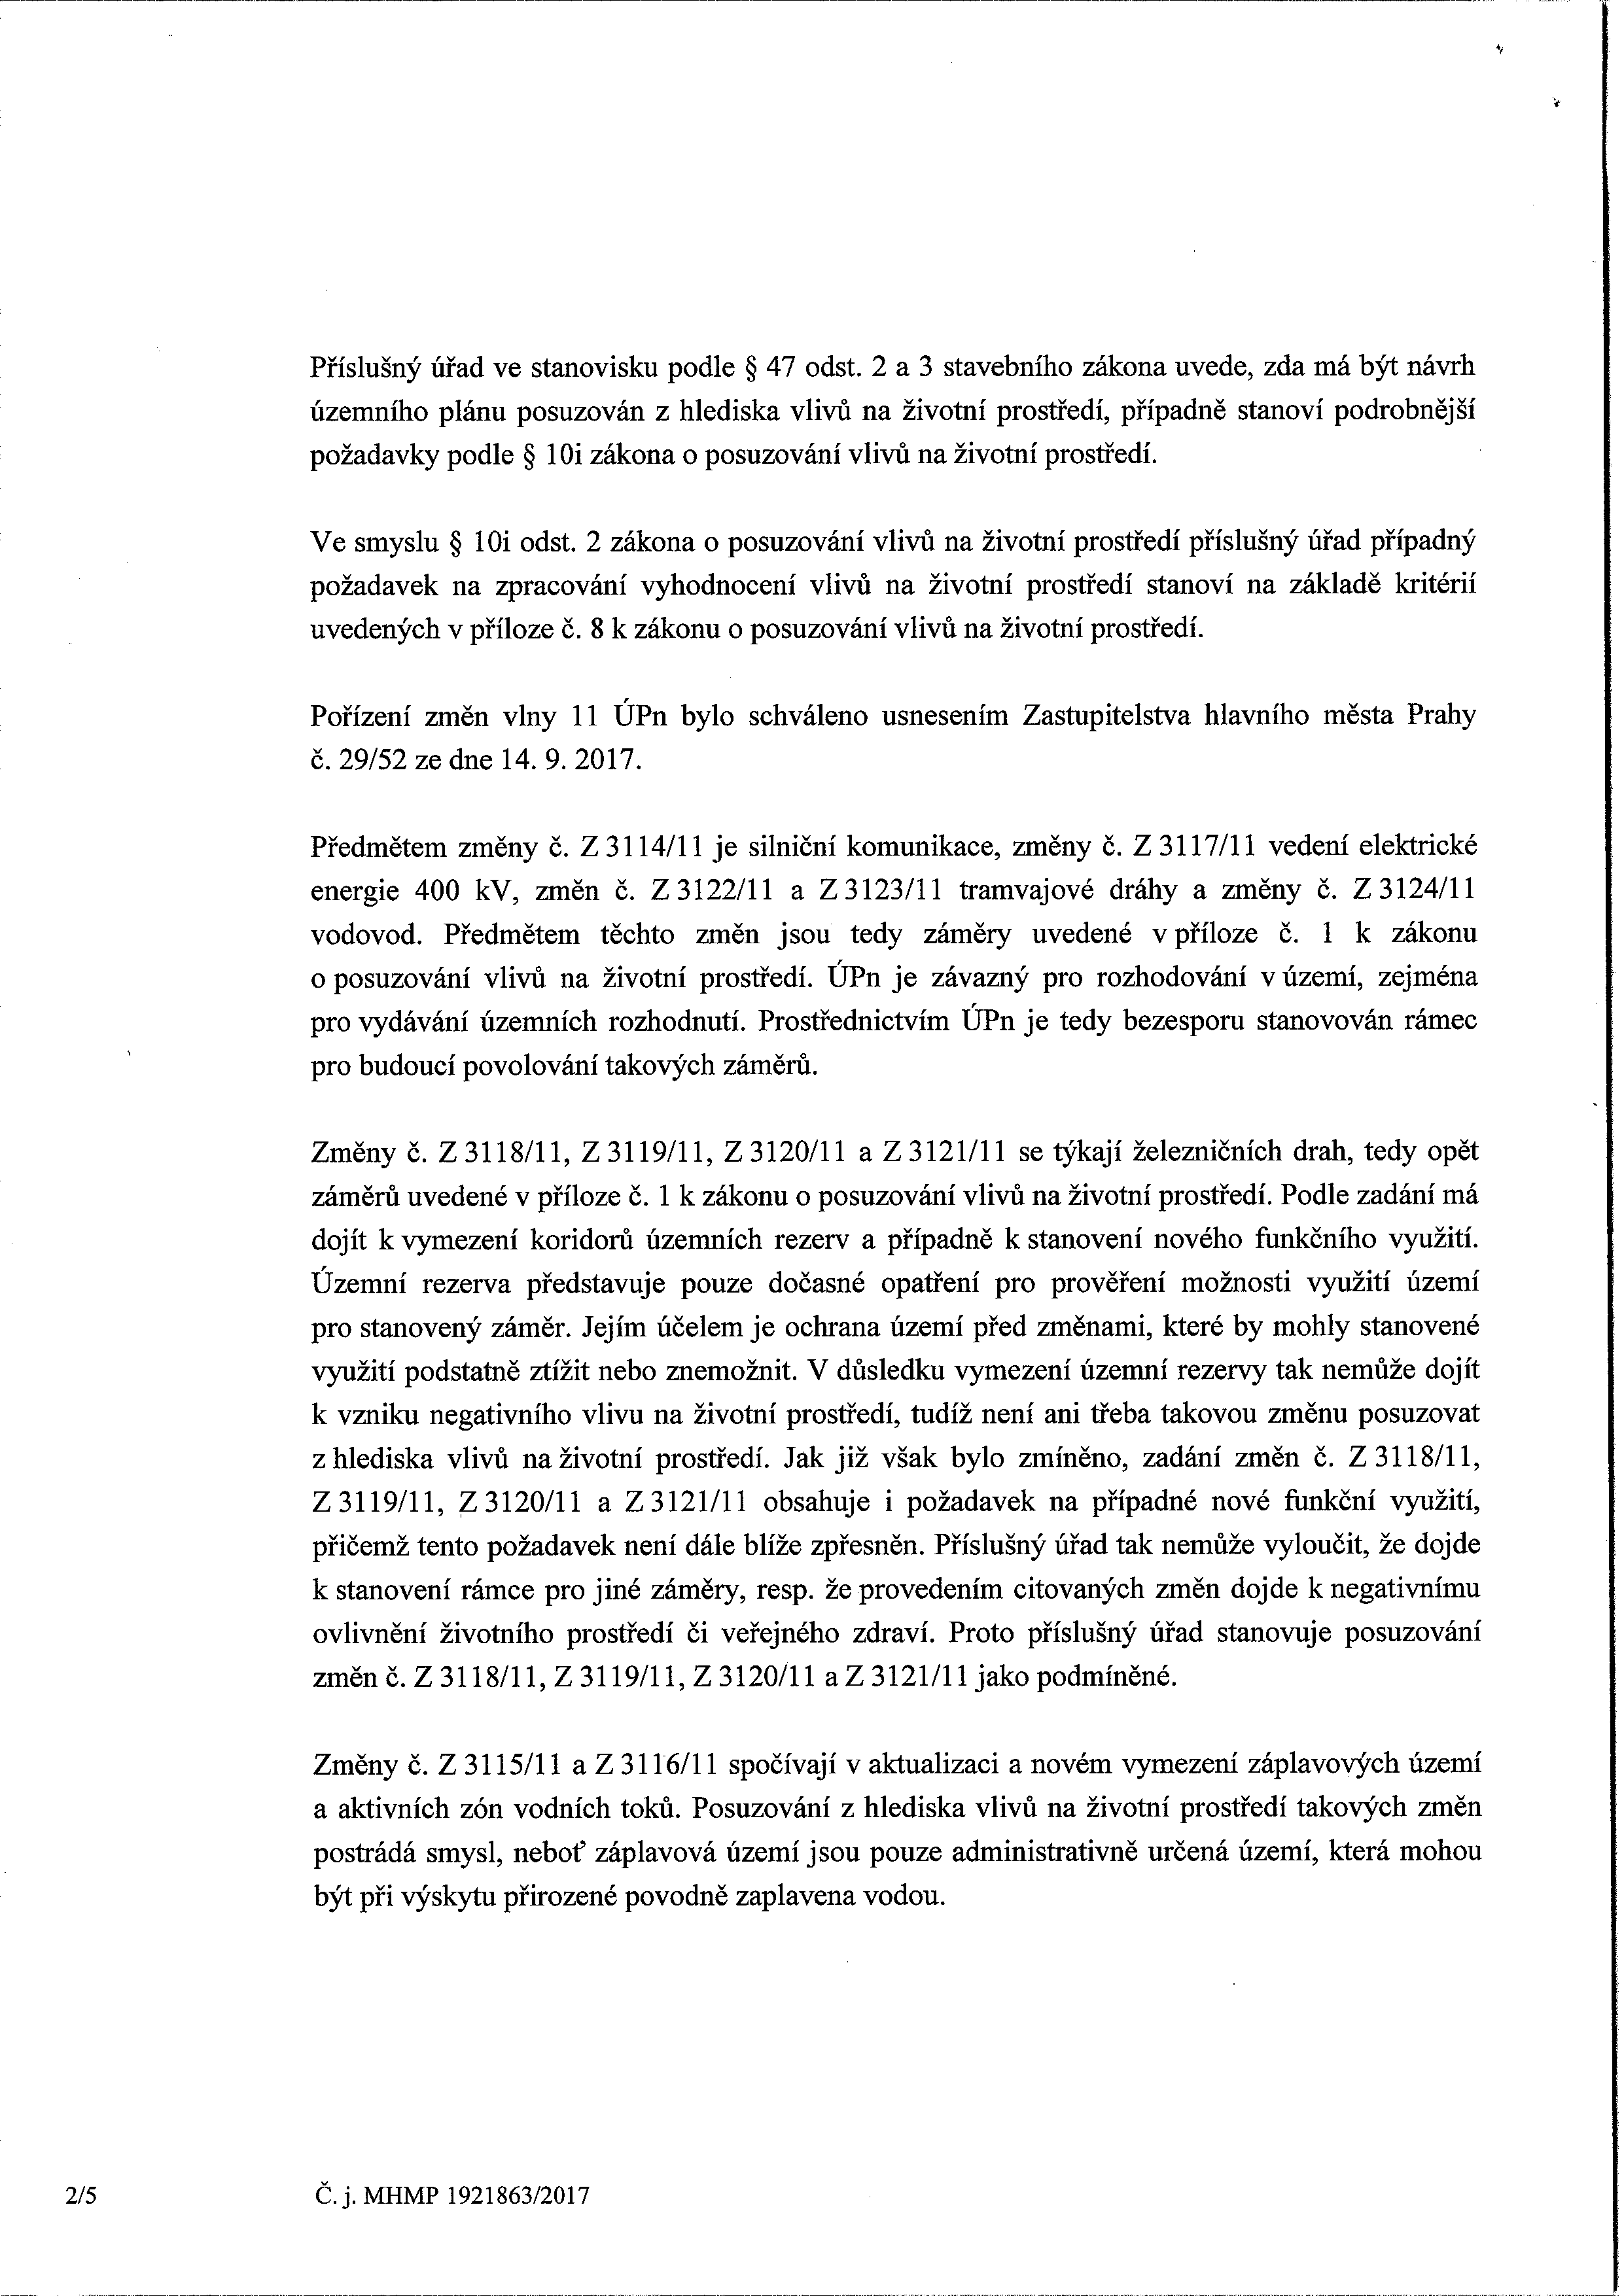 Příslušný úřad ve stanovisku podle § 47 odst. 2 a 3 stavebního zákona uvede, zda má být návrh
územního plánu posuzován z hlediska vlivů na životní prostředí, případně stanoví podrobnější
požadavky podle § 10i zákona o posuzování vlivů na životní prostředí.
Ve smyslu § 10i odst. 2 zákona o posuzování vlivů na životní prostředí příslušný úřad případný
požadavek na zpracování vyhodnocení vlivů na životní prostředí stanoví na základě kritérií
uvedených v příloze č. 8 k zákonu o posuzování vlivů na životní prostředí.
Pořízení změn vlny 11 ÚPn bylo schváleno usnesením Zastupitelstva hlavního města Prahy
č. 29/52 ze dne 14. 9. 2017.
Předmětem změny č. Z 3114/11 je silniční komunikace, změny č. Z 3117/11 vedení elektrické
energie 400 kV, změn č. Z 3122/11 a Z 3123/11 tramvajové dráhy a změny č. Z 3124/11
vodovod. Předmětem těchto změn jsou tedy záměry uvedené v příloze č. 1 k zákonu
o posuzování vlivů na životní prostředí. ÚPn je závazný pro rozhodování v území, zejména
pro vydávání územních rozhodnutí. Prostřednictvím ÚPn je tedy bezesporu stanovován rámec
pro budoucí povolování takových záměrů.
Změny č. Z 3118/11, Z 3119/11, Z 3120/11 a Z 3121/11 se týkají železničních drah, tedy opět
záměrů uvedené v příloze č. 1 k zákonu o posuzování vlivů na životní prostředí. Podle zadání má
dojít k vymezení koridorů územních rezerv a případně k stanovení nového funkčního využití.
Územní rezerva představuje pouze dočasné opatření pro prověření možnosti využití území
pro stanovený záměr. Jejím účelem je ochrana území před změnami, které by mohly stanovené
využití podstatně ztížit nebo znemožnit. V důsledku vymezení územní rezervy tak nemůže dojít
k vzniku negativního vlivu na životní prostředí, tudíž není ani třeba takovou změnu posuzovat
z hlediska vlivů na životní prostředí. Jak již však bylo zmíněno, zadání změn č. Z 3118/11,
Z 3119/11, Z 3120/11 a Z 3121/11 obsahuje i požadavek na případné nové funkční využití,
přičemž tento požadavek není dále blíže zpřesněn. Příslušný úřad tak nemůže vyloučit, že dojde
k stanovení rámce pro jiné záměry, resp. že provedením citovaných změn dojde k negativnímu
ovlivnění životního prostředí či veřejného zdraví. Proto příslušný úřad stanovuje posuzování
změn č. Z 3118/11, Z 3119/11, Z 3120/11 a Z 3121/11 jako podmíněné.
Změny č. Z 3115/11 a Z 3116/11 spočívají v aktualizaci a novém vymezení záplavových území
a aktivních zón vodních toků. Posuzování z hlediska vlivů na životní prostředí takových změn
postrádá smysl, neboť záplavová území jsou pouze administrativně určená území, která mohou
být při výskytu přirozené povodně zaplavena vodou.
2/5 Č. j. MHMP 1921863/2017